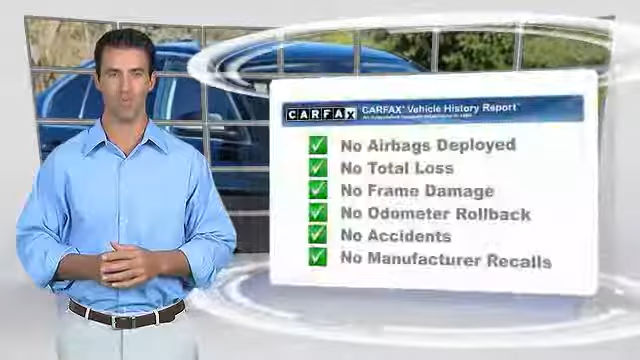 CARFAX CARFAX Vehicle History Report™
No Airbags Deployed
No Total Loss
No Frame Damage
No Odometer Rollback
No Accidents
No Manufacturer Recalls